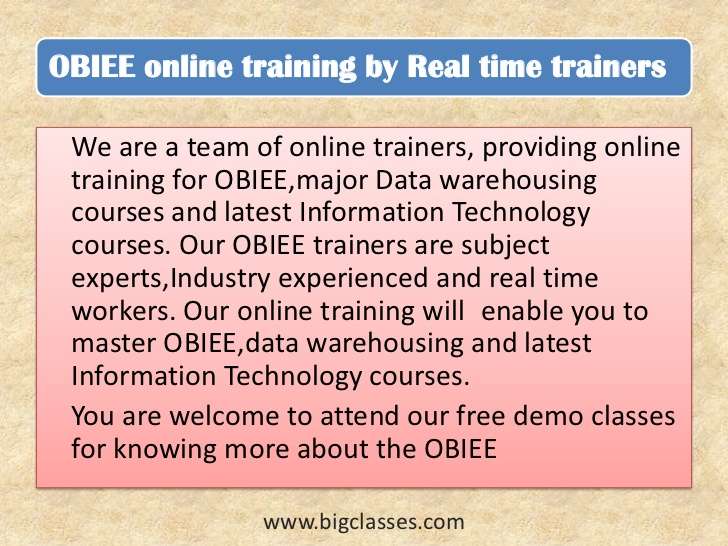 OBIEE online training by Real time trainers
We are a team of online trainers, providing online
training for OBIEE,major Data warehousing
courses and latest Information Technology
courses. Our OBIEE trainers are subject
experts,Industry experienced and real time
workers. Our online training will  enable you to
master OBIEE,data warehousing and latest
Information Technology courses.
You are welcome to attend our free demo classes
for knowing more about the OBIEE
www.bigclasses.com